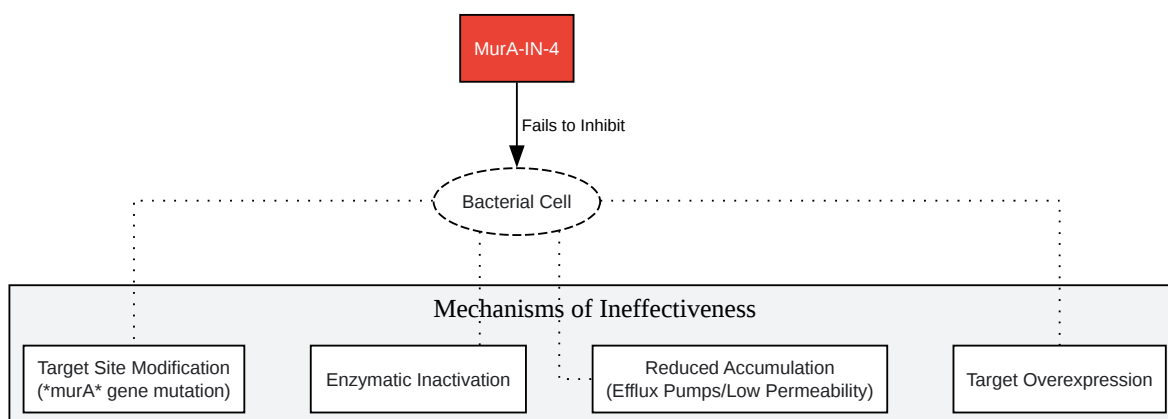 MurA-IN-4
Fails to Inhibit
Bacterial Cell
Mechanisms of Ineffectiveness
Target Site Modification
(*murA* gene mutation)
Enzymatic Inactivation
Reduced Accumulation
(Efflux Pumps/Low Permeability)
Target Overexpression